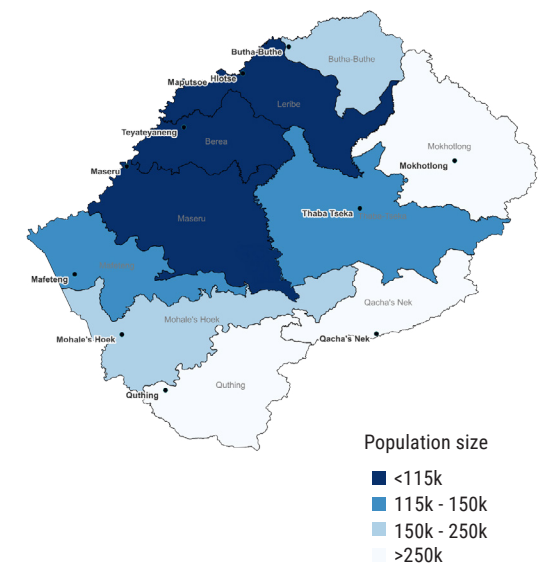 Butha-Buthe
Butha-Buthe
Hlotse
Maputsoe
Leribe
Teyateyaneng
Berea
Mokhotlong
Mokhotlong
Maseru
Maseru
Thaba Tseka
Mafeteng
Qacha's Nek
Mohale's Hoek
Mohale's Hoek
Qacha's Nek
Quthing
Quthing
Population size
<115k
115k - 150k
150k - 250k
>250k